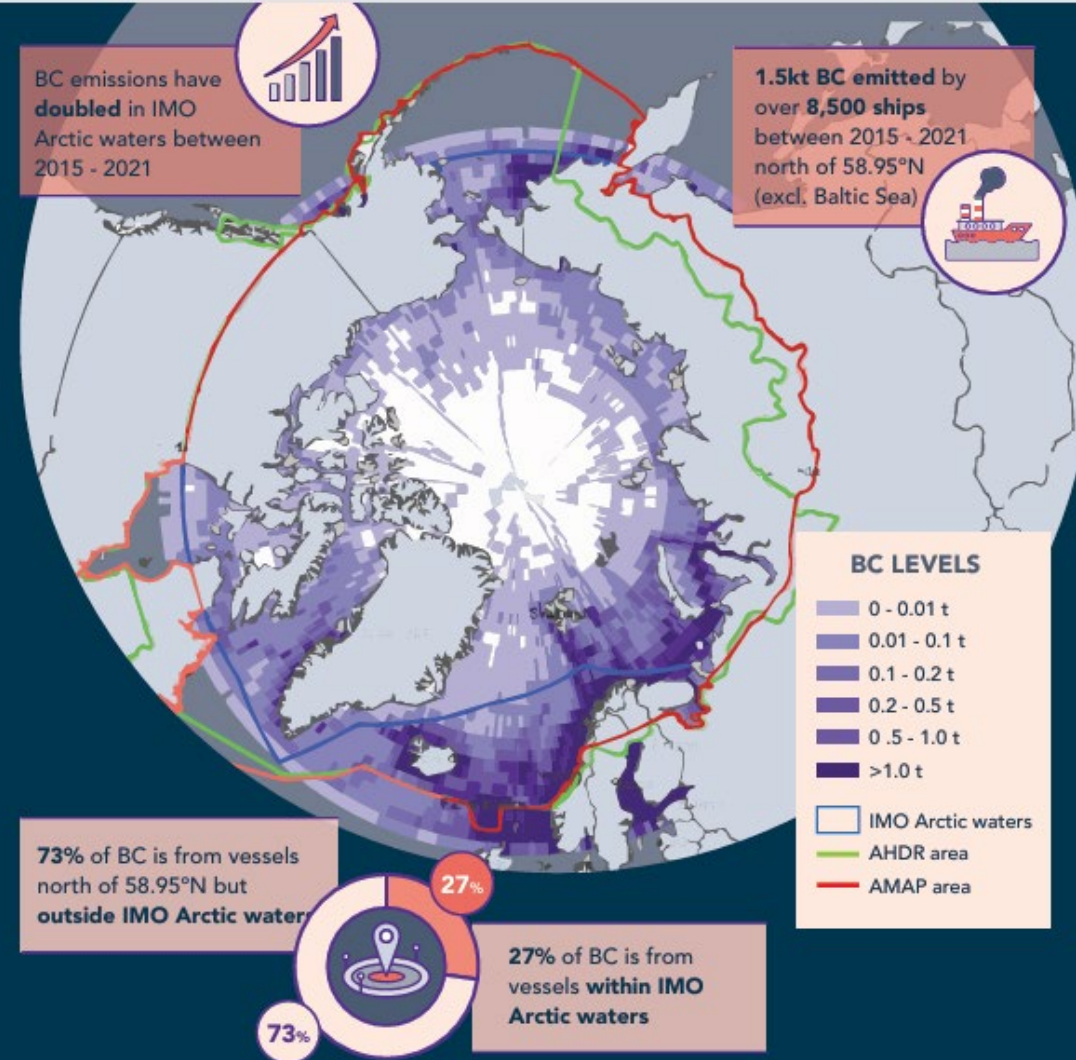 BC emissions have
doubled in IMO
Arctic waters between
2015 - 2021
1.5kt BC emitted by
over 8,500 ships
between 2015 - 2021
north of 58.95°N
(excl. Baltic Sea)
BC LEVELS
0 - 0.01 t
0.01 - 0.1 t
0.1 - 0.2 t
0.2 - 0.5 t
0 .5 - 1.0 t
>1.0 t
IMO Arctic waters
AHDR area
AMAP area
73% of BC is from vessels
north of 58.95°N but
outside IMO Arctic waters
27%
27% of BC is from
vessels within IMO
Arctic waters
73%